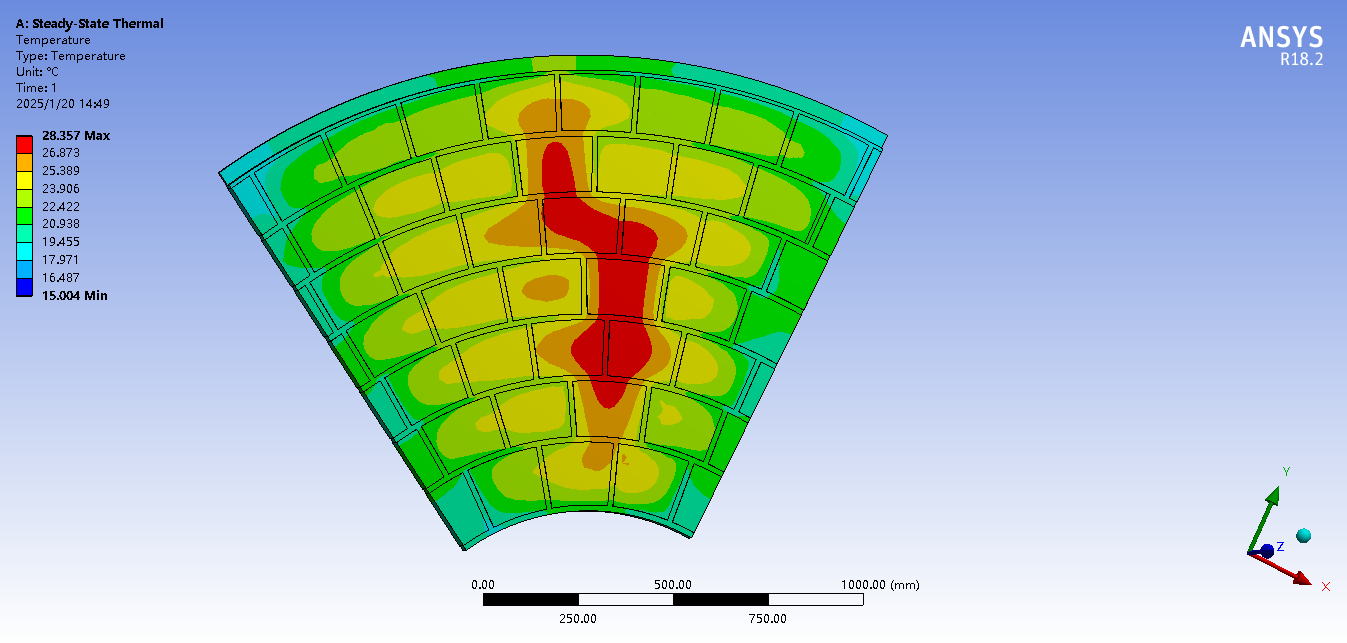 A: Steady-State Thermal
Temperature
Type: Temperature
Unit: °C
Time: 1
2025/1/20 14:49
28.357 Max
26.873
25.389
23.906
22.422
20.938
19.455
17.971
16.487
15.004 Min
ANSYS
R18.2
0.00 500.00 1000.00 (mm)
250.00 750.00
Y
Z
X